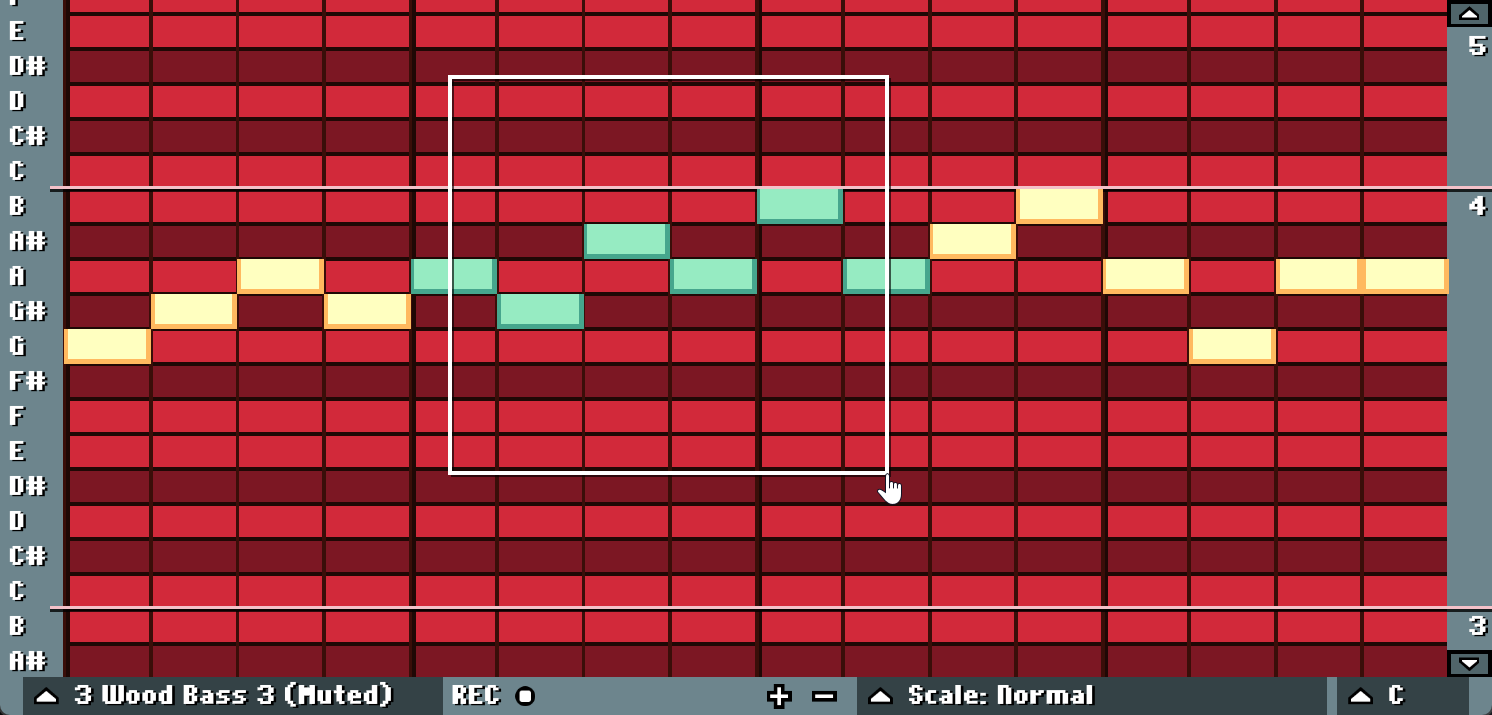 E
D#
5
D
C#
C
B
4
A#
A
G#
G
F#
F
E
D#
D
C#
C
B
3
A#
3 Wood Bass 3 (Muted)
REC
+ −
Scale: Normal
C